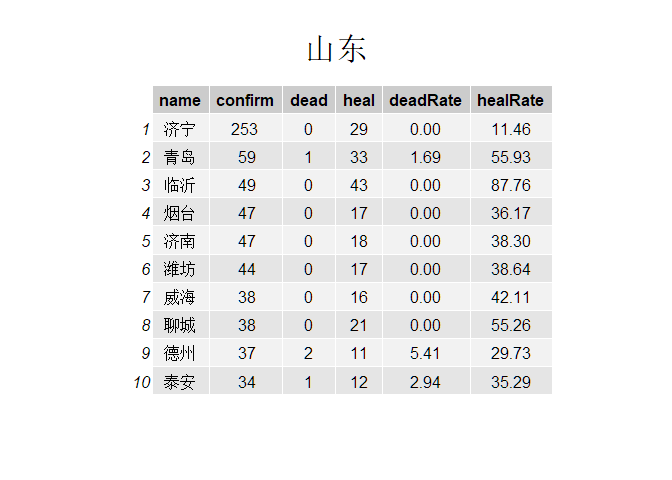 山东
name confirm dead heal deadRate healRate
1 济宁 253 0 29 0.00 11.46
2 青岛 59 1 33 1.69 55.93
3 临沂 49 0 43 0.00 87.76
4 烟台 47 0 17 0.00 36.17
5 济南 47 0 18 0.00 38.30
6 潍坊 44 0 17 0.00 38.64
7 威海 38 0 16 0.00 42.11
8 聊城 38 0 21 0.00 55.26
9 德州 37 2 11 5.41 29.73
10 泰安 34 1 12 2.94 35.29